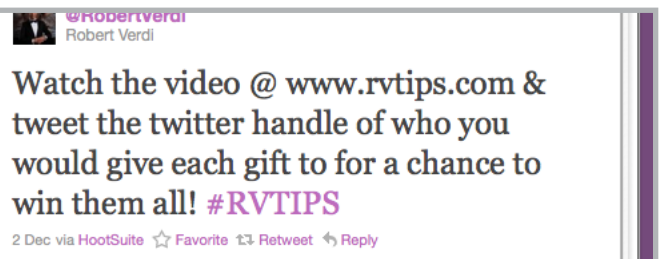 @RobertVerdi
Robert Verdi
Watch the video @ www.rvtips.com &
tweet the twitter handle of who you
would give each gift to for a chance to
win them all! #RVTIPS
2 Dec via HootSuite Favorite Retweet Reply